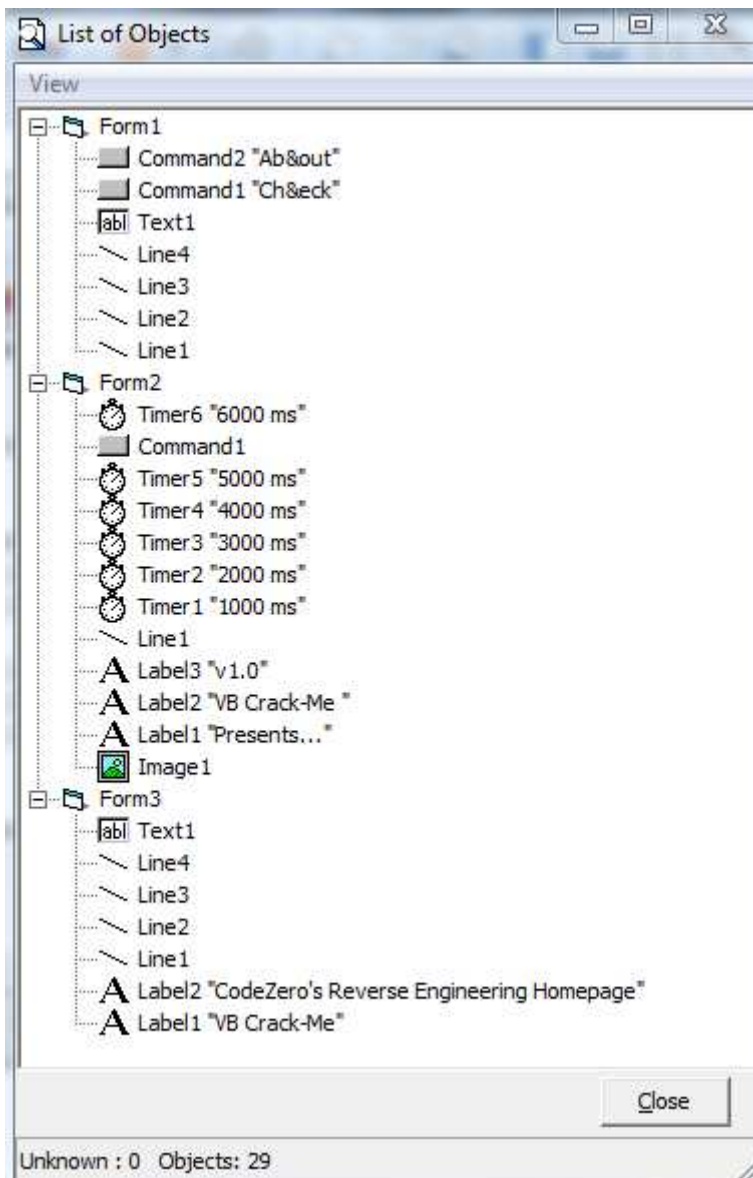 List of Objects
View
Form1
Command2 "Ab&out"
Command1 "Ch&eck"
abl Text1
Line4
Line3
Line2
Line1
Form2
Timer6 "6000 ms"
Command1
Timer5 "5000 ms"
Timer4 "4000 ms"
Timer3 "3000 ms"
Timer2 "2000 ms"
Timer1 "1000 ms"
Line1
A Label3 "v1.0"
A Label2 "VB Crack-Me "
A Label1 "Presents..."
Image1
Form3
abl Text1
Line4
Line3
Line2
Line1
A Label2 "CodeZero's Reverse Engineering Homepage"
A Label1 "VB Crack-Me"
Close
Unknown : 0 Objects: 29